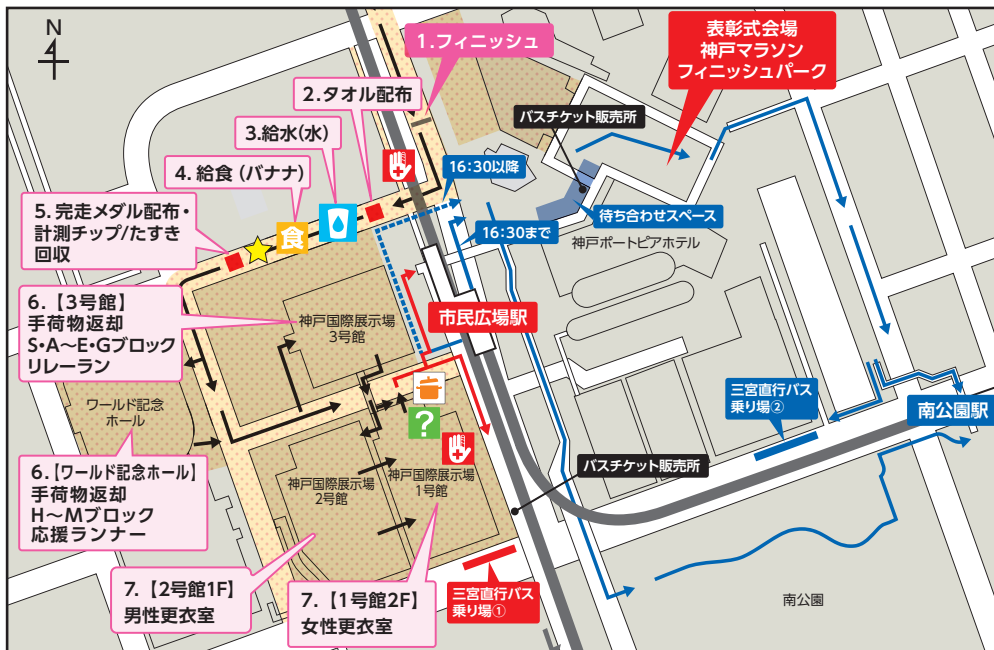 N
1.フィニッシュ
表彰式会場
神戸マラソン
フィニッシュパーク
2.タオル配布
バスチケット販売所
3.給水(水)
16:30以降
4. 給食 (バナナ)
待ち合わせスペース
5. 完走メダル配布・
計測チップ/たすき
回収
食
16:30まで
神戸ポートピアホテル
6.【3号館】
手荷物返却
S・A〜E・Gブロック
リレーラン
神戸国際展示場
3号館
市民広場駅
ワールド記念
ホール
?
三宮直行バス
乗り場②
南公園駅
6.【ワールド記念ホール】
手荷物返却
H〜Mブロック
応援ランナー
神戸国際展示場
2号館
神戸国際展示場
1号館
バスチケット販売所
7.【2号館1F】
男性更衣室
7.【1号館2F】
女性更衣室
三宮直行バス
乗り場①
南公園